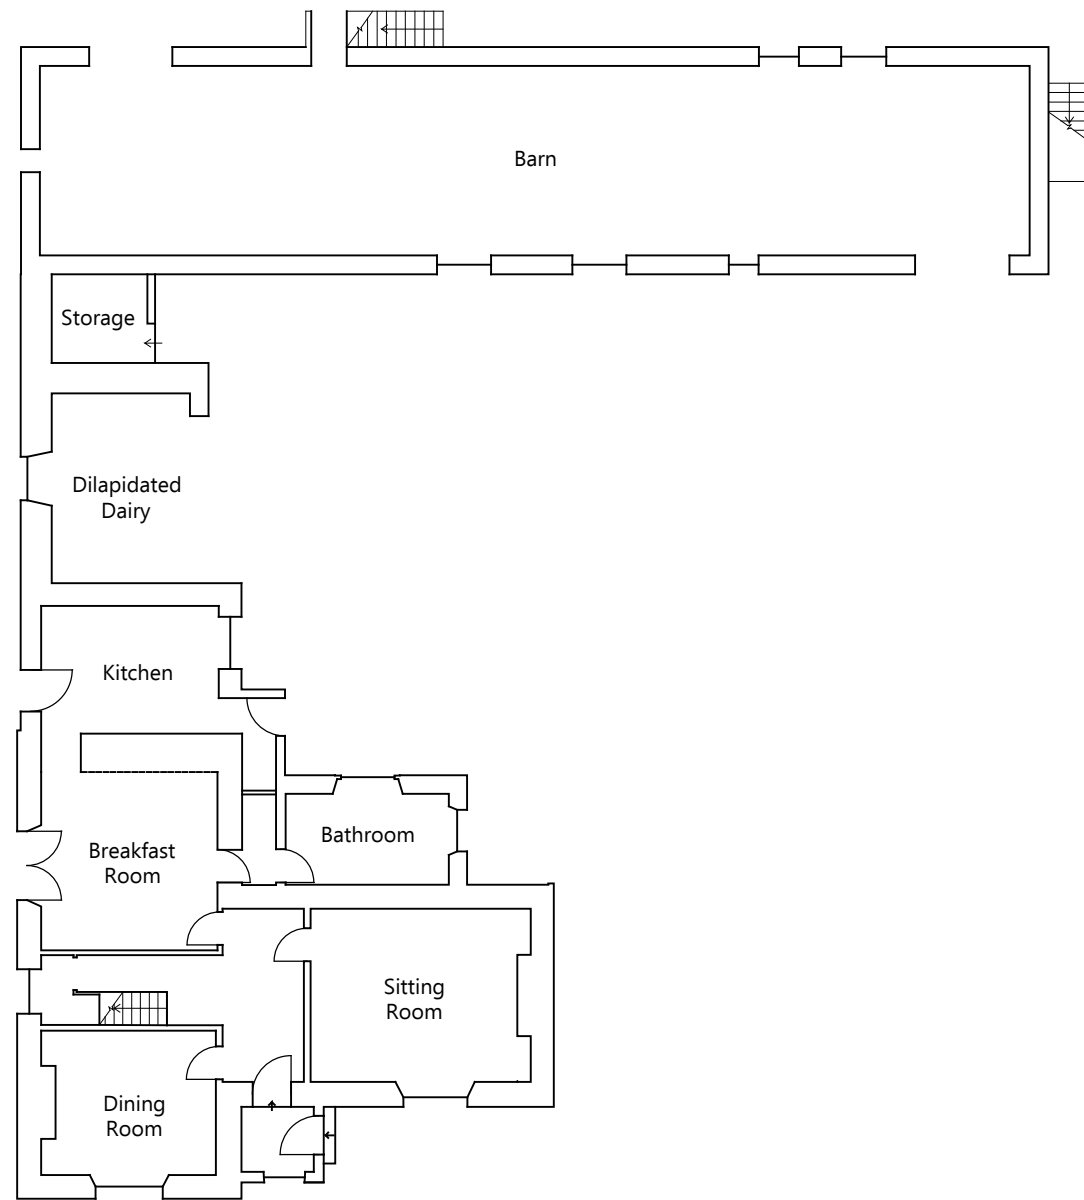 Barn
Storage
Dilapidated
Dairy
Kitchen
Bathroom
Breakfast
Room
Sitting
Room
Dining
Room